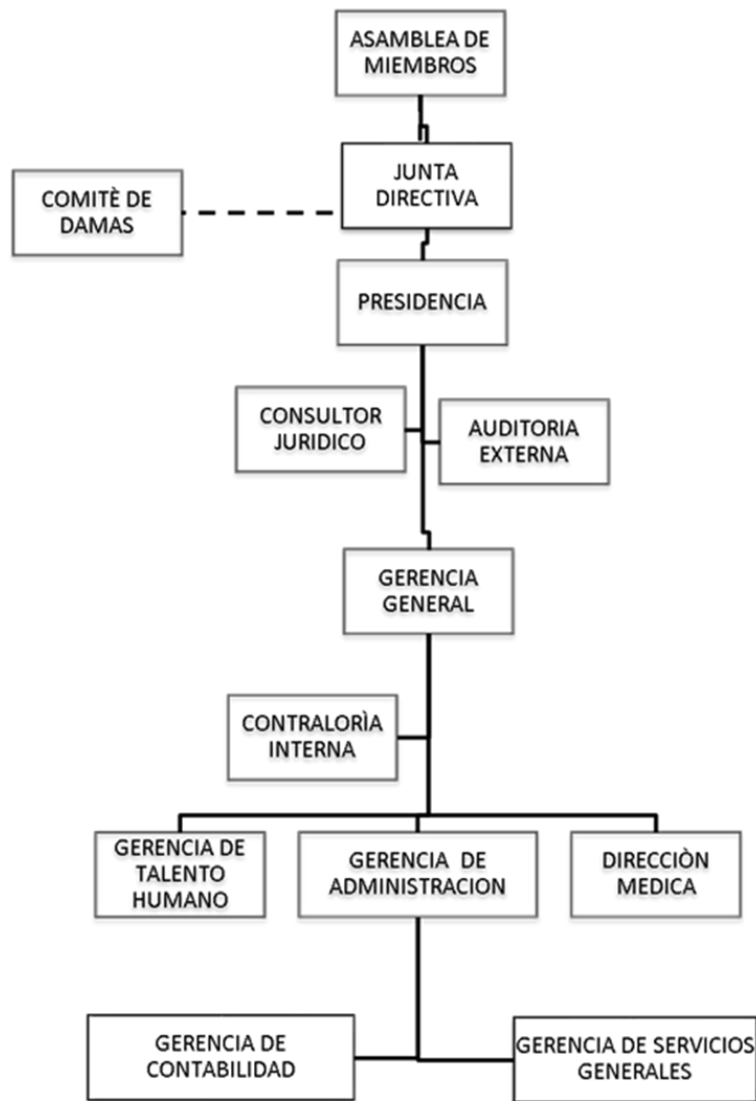 ASAMBLEA DE
MIEMBROS
JUNTA
DIRECTIVA
COMITÈ DE
DAMAS
PRESIDENCIA
CONSULTOR
JURIDICO
AUDITORIA
EXTERNA
GERENCIA
GENERAL
CONTRALORÌA
INTERNA
GERENCIA DE
TALENTO
HUMANO
GERENCIA DE
ADMINISTRACION
DIRECCIÒN
MEDICA
GERENCIA DE
CONTABILIDAD
GERENCIA DE SERVICIOS
GENERALES